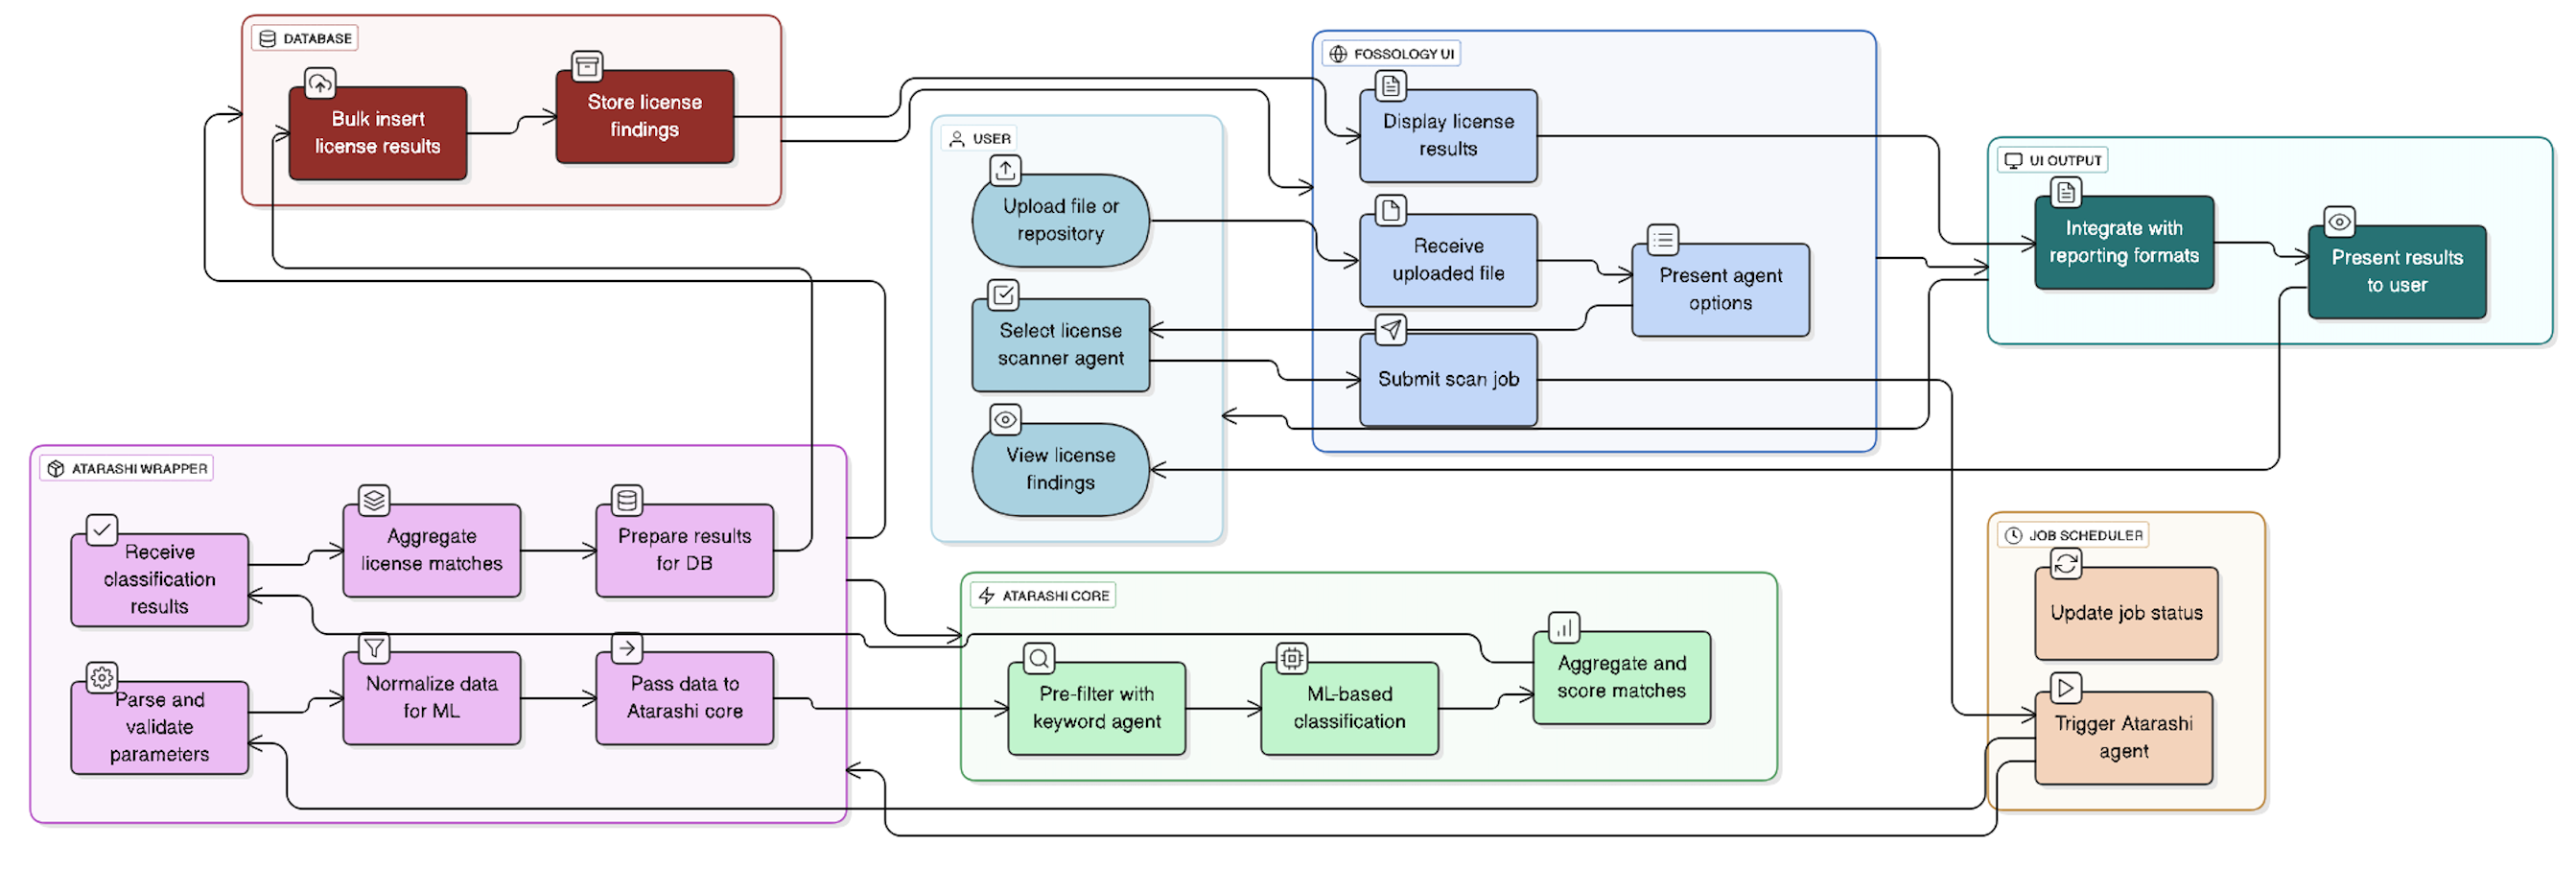 DATABASE
Bulk insert
license results
Store license
findings
USER
Upload file or
repository
Select license
scanner agent
View license
findings
FOSSOLOGY UI
Display license
results
Receive
uploaded file
Present agent
options
Submit scan job
UI OUTPUT
Integrate with
reporting formats
Present results
to user
ATARASHI WRAPPER
Receive
classification
results
Aggregate
license matches
Prepare results
for DB
Parse and
validate
parameters
Normalize data
for ML
Pass data to
Atarashi core
ATARASHI CORE
Pre-filter with
keyword agent
ML-based
classification
Aggregate and
score matches
JOB SCHEDULER
Update job status
Trigger Atarashi
agent